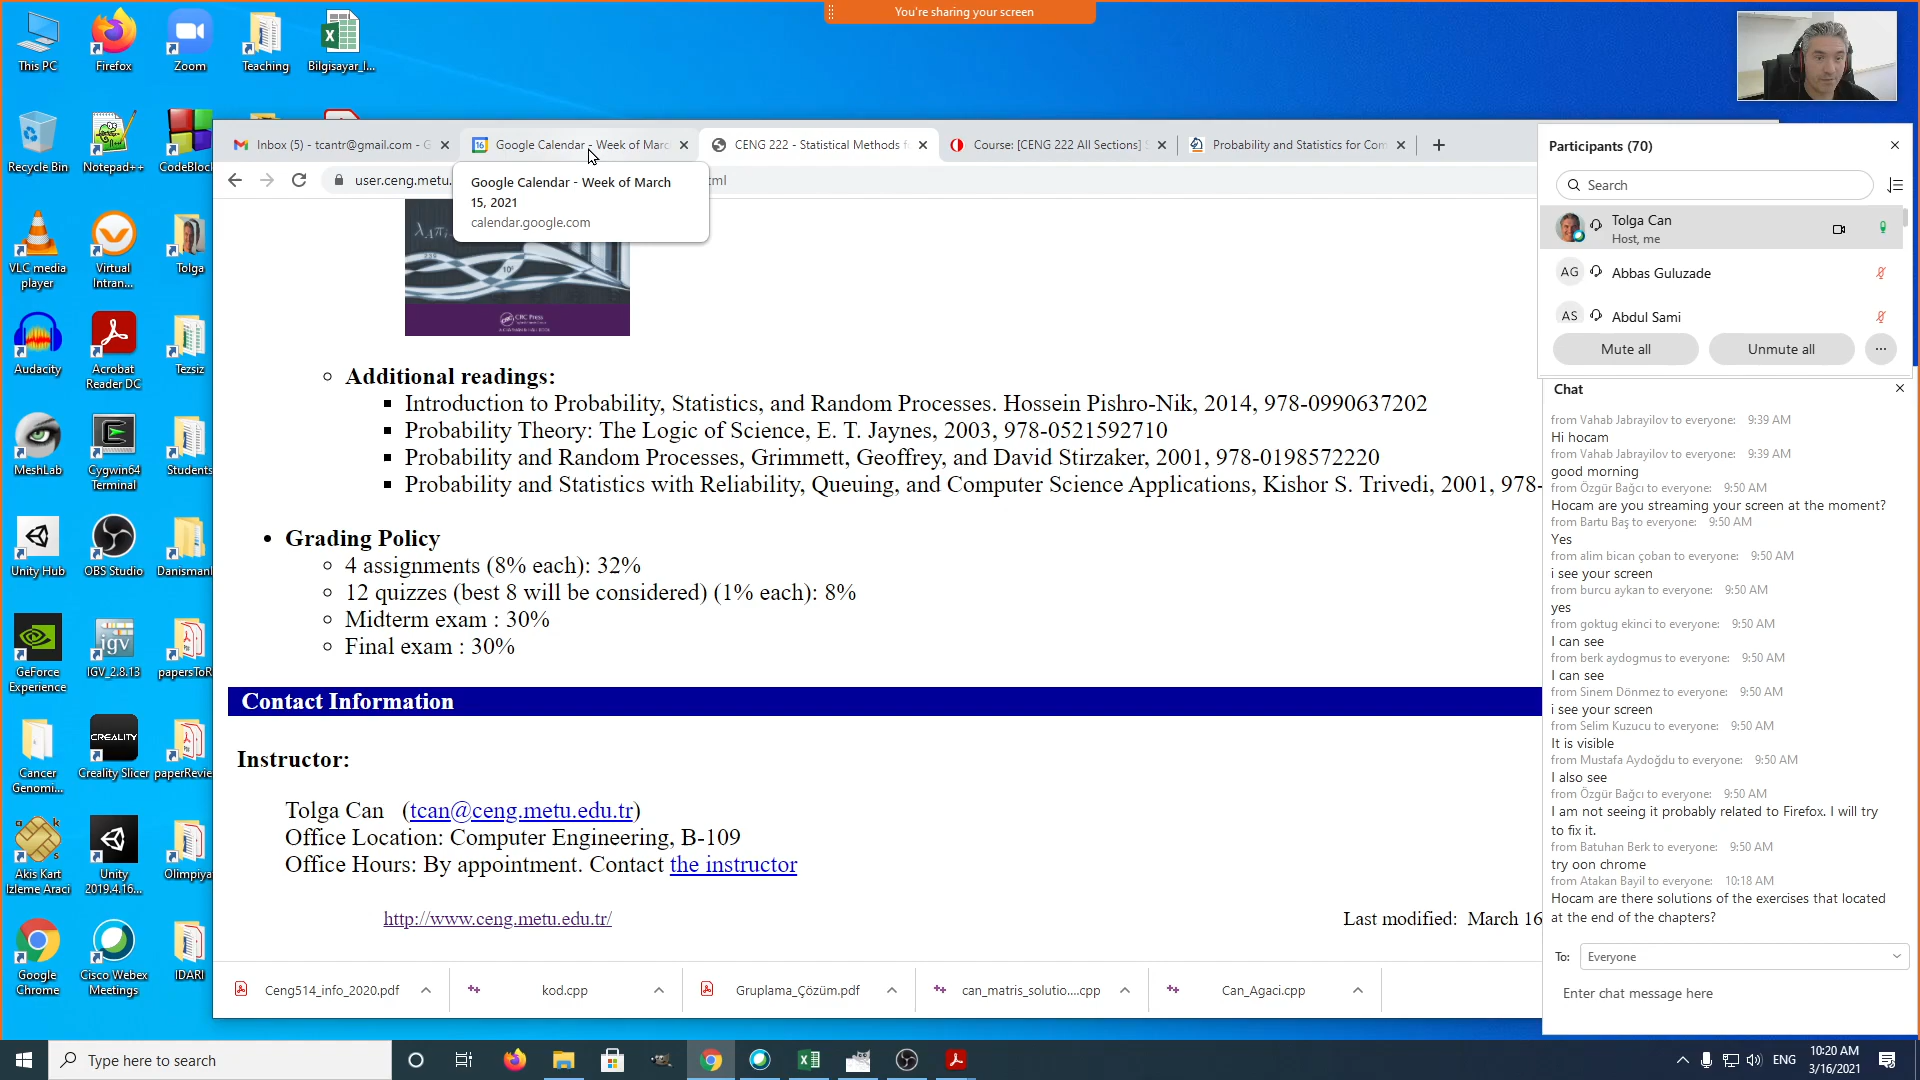 You're sharing your screen
This PC
Firefox
Zoom
Teaching
Bilgisayar_I...
Recycle Bin
Notepad++
CodeBlock
VLC media player
Virtual Intran...
Tolga
Audacity
Acrobat Reader DC
Tezsiz
MeshLab
Cygwin64 Terminal
Students
Unity Hub
OBS Studio
Danismanl
GeForce Experience
IGV_2.8.13
papersToR
Cancer Genomi...
Creality Slicer
paperRevie
Akis Kart Izleme Araci
Unity 2019.4.16...
Olimpiya
Google Chrome
Cisco Webex Meetings
IDARI
CREALITY
igv
Inbox (5) - tcantr@gmail.com - G
Google Calendar - Week of Marc
CENG 222 - Statistical Methods f
Course: [CENG 222 All Sections]
Probability and Statistics for Com
user.ceng.metu.
tml
Google Calendar - Week of March
15, 2021
calendar.google.com
CRC Press
Additional readings:
Introduction to Probability, Statistics, and Random Processes. Hossein Pishro-Nik, 2014, 978-0990637202
Probability Theory: The Logic of Science, E. T. Jaynes, 2003, 978-0521592710
Probability and Random Processes, Grimmett, Geoffrey, and David Stirzaker, 2001, 978-0198572220
Probability and Statistics with Reliability, Queuing, and Computer Science Applications, Kishor S. Trivedi, 2001, 978-
Grading Policy
4 assignments (8% each): 32%
12 quizzes (best 8 will be considered) (1% each): 8%
Midterm exam : 30%
Final exam : 30%
Contact Information
Instructor:
Tolga Can (tcan@ceng.metu.edu.tr)
Office Location: Computer Engineering, B-109
Office Hours: By appointment. Contact the instructor
http://www.ceng.metu.edu.tr/
Last modified: March 16
Ceng514_info_2020.pdf
kod.cpp
Gruplama_Çözüm.pdf
can_matris_solutio....cpp
Can_Agaci.cpp
Participants (70)
Search
Tolga Can
Host, me
AG Abbas Guluzade
AS Abdul Sami
Mute all
Unmute all
Chat
from Vahab Jabrayilov to everyone: 9:39 AM
Hi hocam
from Vahab Jabrayilov to everyone: 9:39 AM
good morning
from Özgür Bağcı to everyone: 9:50 AM
Hocam are you streaming your screen at the moment?
from Bartu Baş to everyone: 9:50 AM
Yes
from alim bican çoban to everyone: 9:50 AM
i see your screen
from burcu aykan to everyone: 9:50 AM
yes
from goktug ekinci to everyone: 9:50 AM
I can see
from berk aydogmus to everyone: 9:50 AM
I can see
from Sinem Dönmez to everyone: 9:50 AM
i see your screen
from Selim Kuzucu to everyone: 9:50 AM
It is visible
from Mustafa Aydoğdu to everyone: 9:50 AM
I also see
from Özgür Bağcı to everyone: 9:50 AM
I am not seeing it probably related to Firefox. I will try
to fix it.
from Batuhan Berk to everyone: 9:50 AM
try oon chrome
from Atakan Bayil to everyone: 10:18 AM
Hocam are there solutions of the exercises that located
at the end of the chapters?
To: Everyone
Enter chat message here
Type here to search
ENG
10:20 AM
3/16/2021